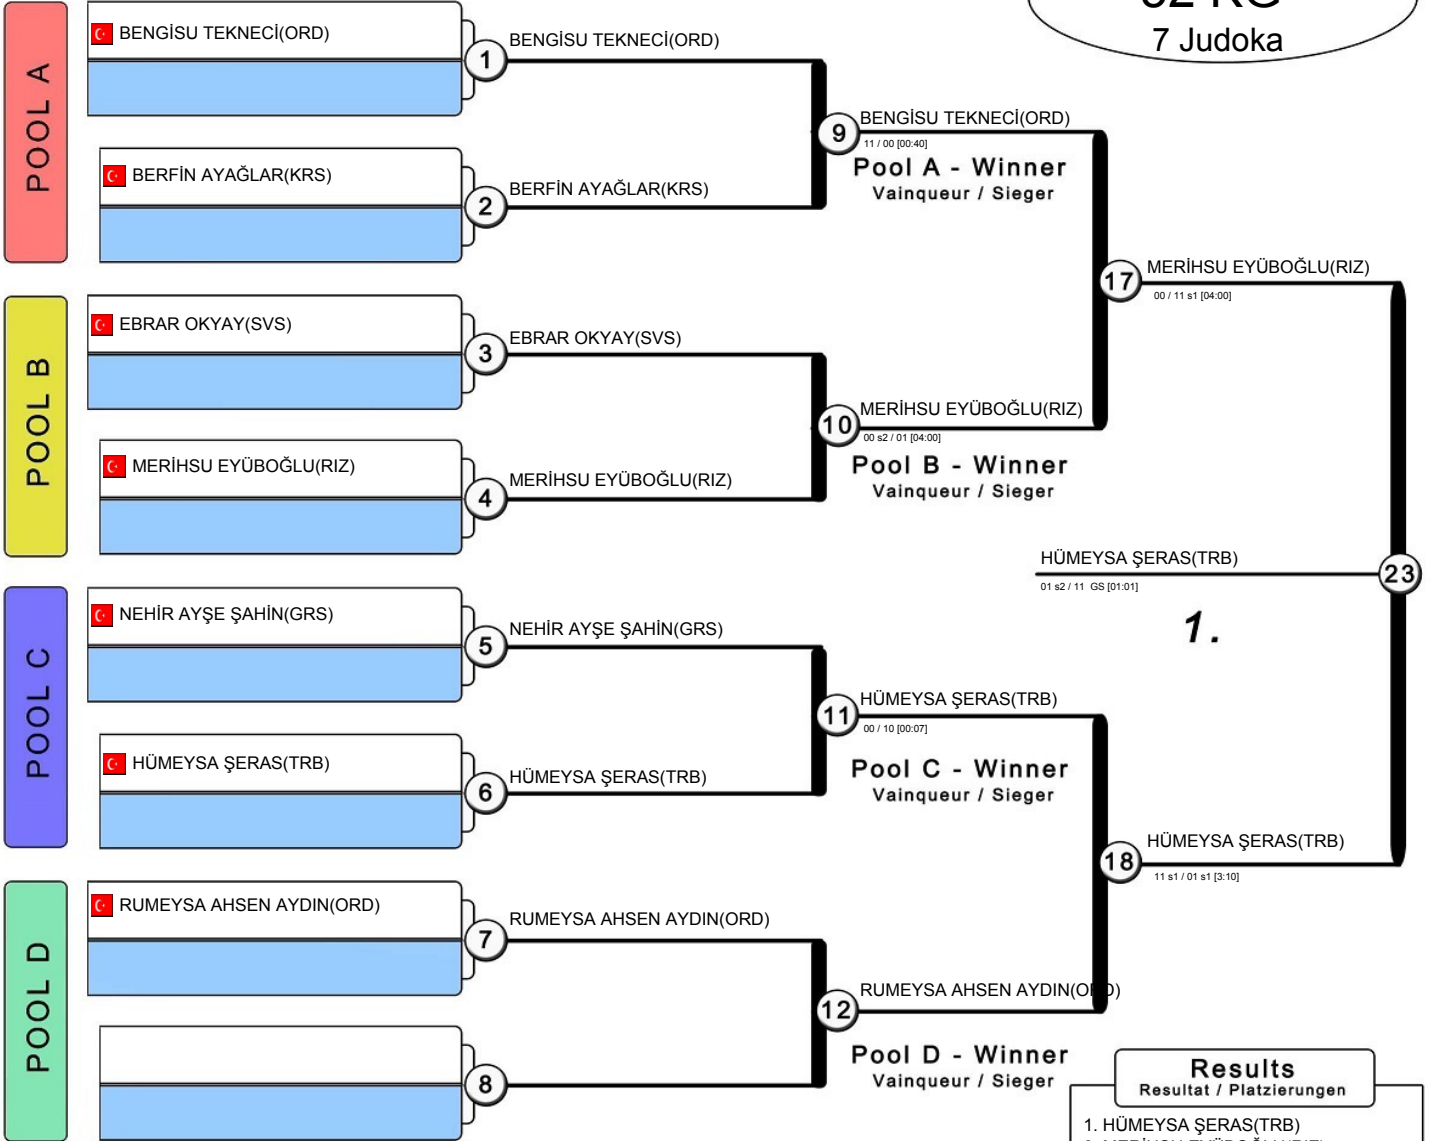 KG
7 Judoka
POOL A
BENGİSU TEKNECİ(ORD)
1
BENGİSU TEKNECİ(ORD)
BERFİN AYAĞLAR(KRS)
2
BERFİN AYAĞLAR(KRS)
9
BENGİSU TEKNECİ(ORD)
11 / 00 [00:40]
Pool A - Winner
Vainqueur / Sieger
POOL B
EBRAR OKYAY(SVS)
3
EBRAR OKYAY(SVS)
MERİHSU EYÜBOĞLU(RIZ)
4
MERİHSU EYÜBOĞLU(RIZ)
10
MERİHSU EYÜBOĞLU(RIZ)
00 s2 / 01 [04:00]
Pool B - Winner
Vainqueur / Sieger
17
MERİHSU EYÜBOĞLU(RIZ)
00 / 11 s1 [04:00]
POOL C
NEHİR AYŞE ŞAHİN(GRS)
5
NEHİR AYŞE ŞAHİN(GRS)
HÜMEYSA ŞERAS(TRB)
6
HÜMEYSA ŞERAS(TRB)
11
HÜMEYSA ŞERAS(TRB)
00 / 10 [00:07]
Pool C - Winner
Vainqueur / Sieger
POOL D
RUMEYSA AHSEN AYDIN(ORD)
7
RUMEYSA AHSEN AYDIN(ORD)
8
12
RUMEYSA AHSEN AYDIN(ORD)
Pool D - Winner
Vainqueur / Sieger
18
HÜMEYSA ŞERAS(TRB)
11 s1 / 01 s1 [3:10]
HÜMEYSA ŞERAS(TRB)
23
01 s2 / 11 GS [01:01]
1.
Results
Resultat / Platzierungen
1. HÜMEYSA ŞERAS(TRB)